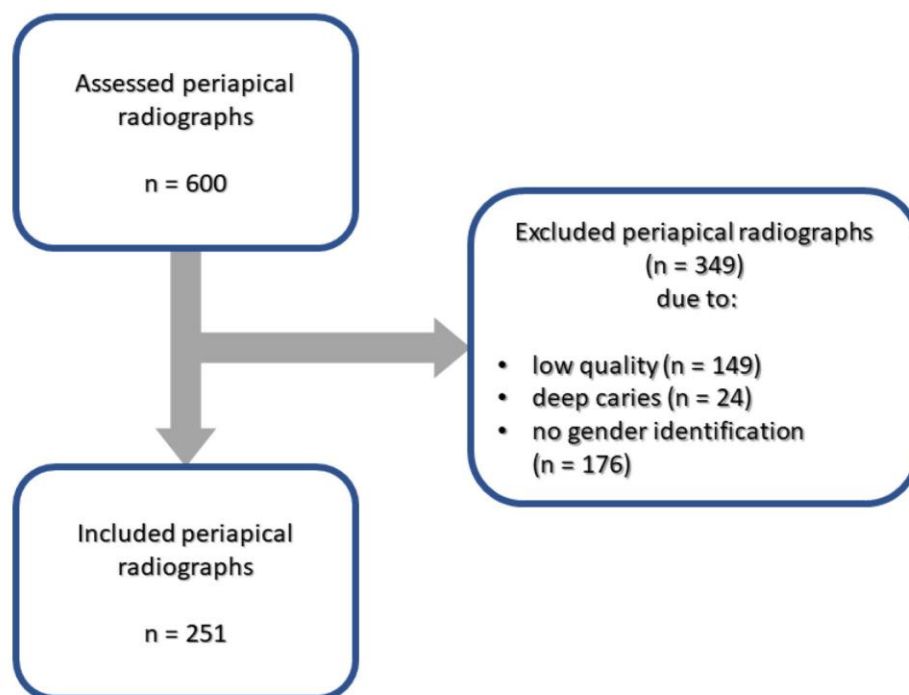 Assessed periapical
radiographs
n = 600
Excluded periapical radiographs
(n = 349)
due to:
• low quality (n = 149)
• deep caries (n = 24)
• no gender identification
(n = 176)
Included periapical
radiographs
n = 251